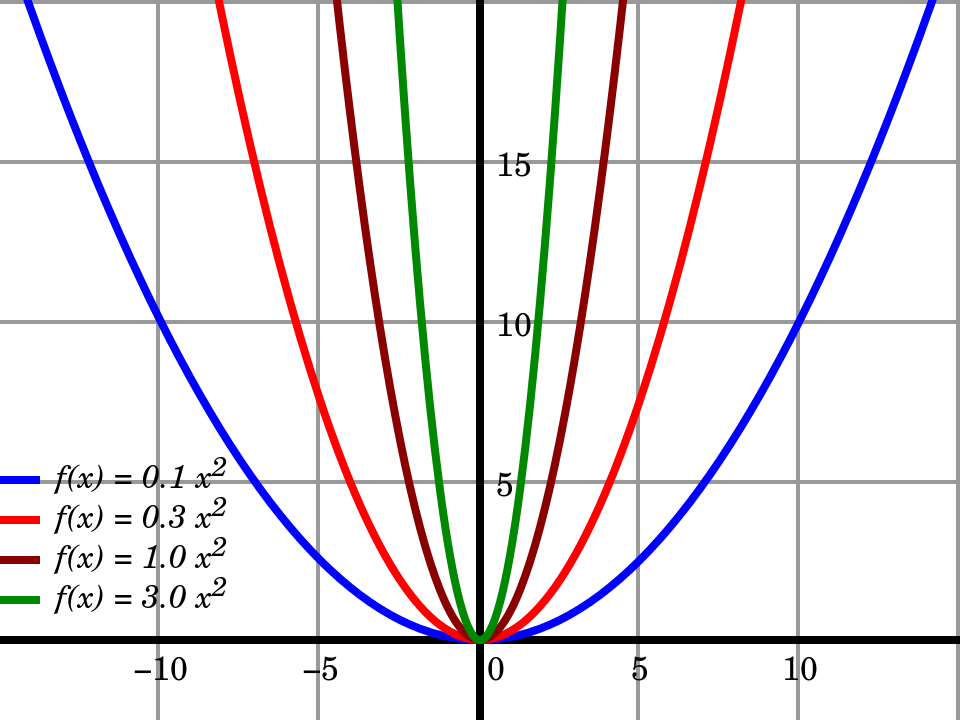 15
10
5
f(x) = 0.1 x²
f(x) = 0.3 x²
f(x) = 1.0 x²
f(x) = 3.0 x²
−10 −5 0 5 10